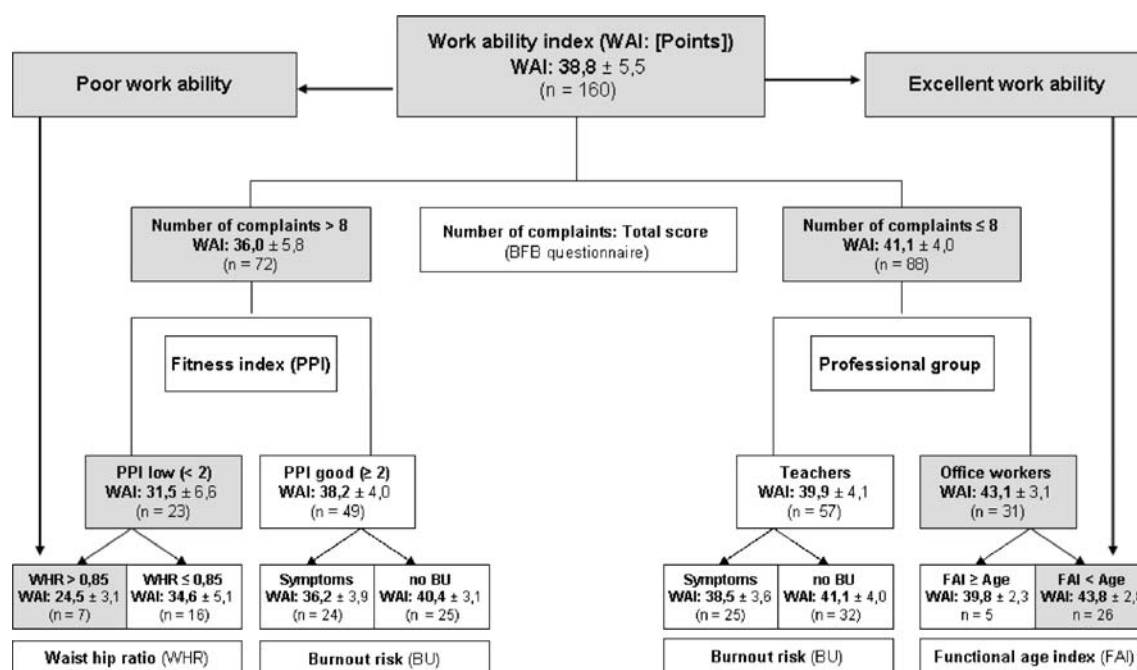 Work ability index (WAI: [Points])
WAI: 38,8 ± 5,5
(n = 160)
Poor work ability
Excellent work ability
Number of complaints > 8
WAI: 36,0 ± 5,8
(n = 72)
Number of complaints: Total score
(BFB questionnaire)
Number of complaints ≤ 8
WAI: 41,1 ± 4,0
(n = 88)
Fitness index (PPI)
Professional group
PPI low (< 2)
WAI: 31,5 ± 6,6
(n = 23)
PPI good (≥ 2)
WAI: 38,2 ± 4,0
(n = 49)
Teachers
WAI: 39,9 ± 4,1
(n = 57)
Office workers
WAI: 43,1 ± 3,1
(n = 31)
WHR > 0,85
WAI: 24,5 ± 3,1
(n = 7)
WHR ≤ 0,85
WAI: 34,6 ± 5,1
(n = 16)
Symptoms
WAI: 36,2 ± 3,9
(n = 24)
no BU
WAI: 40,4 ± 3,1
(n = 25)
Symptoms
WAI: 38,5 ± 3,6
(n = 25)
no BU
WAI: 41,1 ± 4,0
(n = 32)
FAI ≥ Age
WAI: 39,8 ± 2,3
n = 5
FAI < Age
WAI: 43,8 ±
n = 26
Waist hip ratio (WHR)
Burnout risk (BU)
Burnout risk (BU)
Functional age index (FAI)